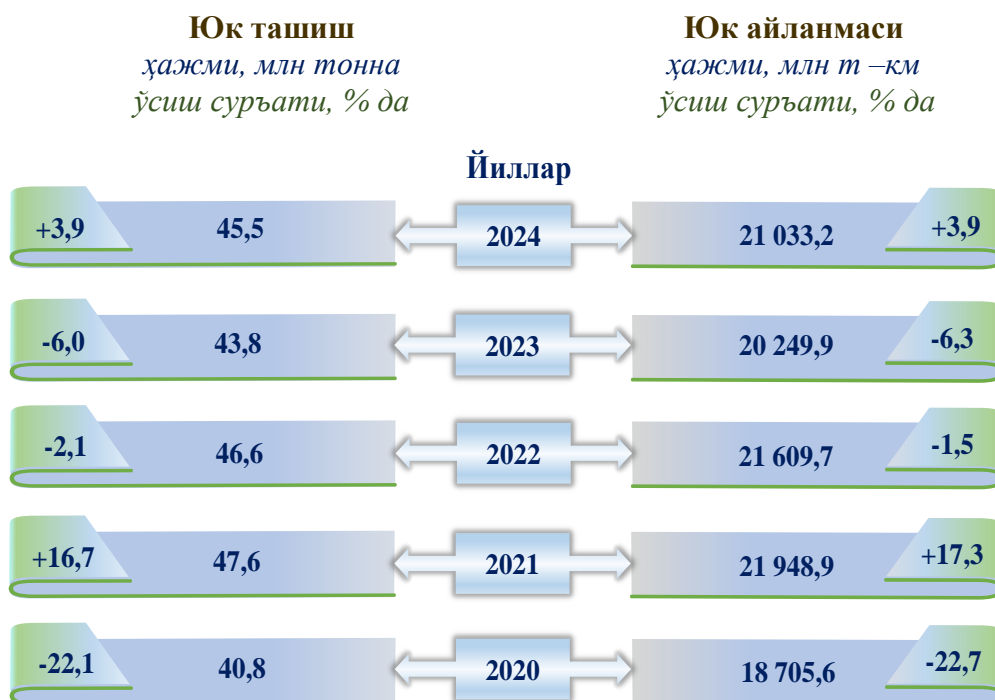 Юк ташиш
ҳажми, млн тонна
ўсиш суръати, % да
Юк айланмаси
ҳажми, млн т –км
ўсиш суръати, % да
Йиллар
+3,9 45,5 2024 21 033,2 +3,9
-6,0 43,8 2023 20 249,9 -6,3
-2,1 46,6 2022 21 609,7 -1,5
+16,7 47,6 2021 21 948,9 +17,3
-22,1 40,8 2020 18 705,6 -22,7